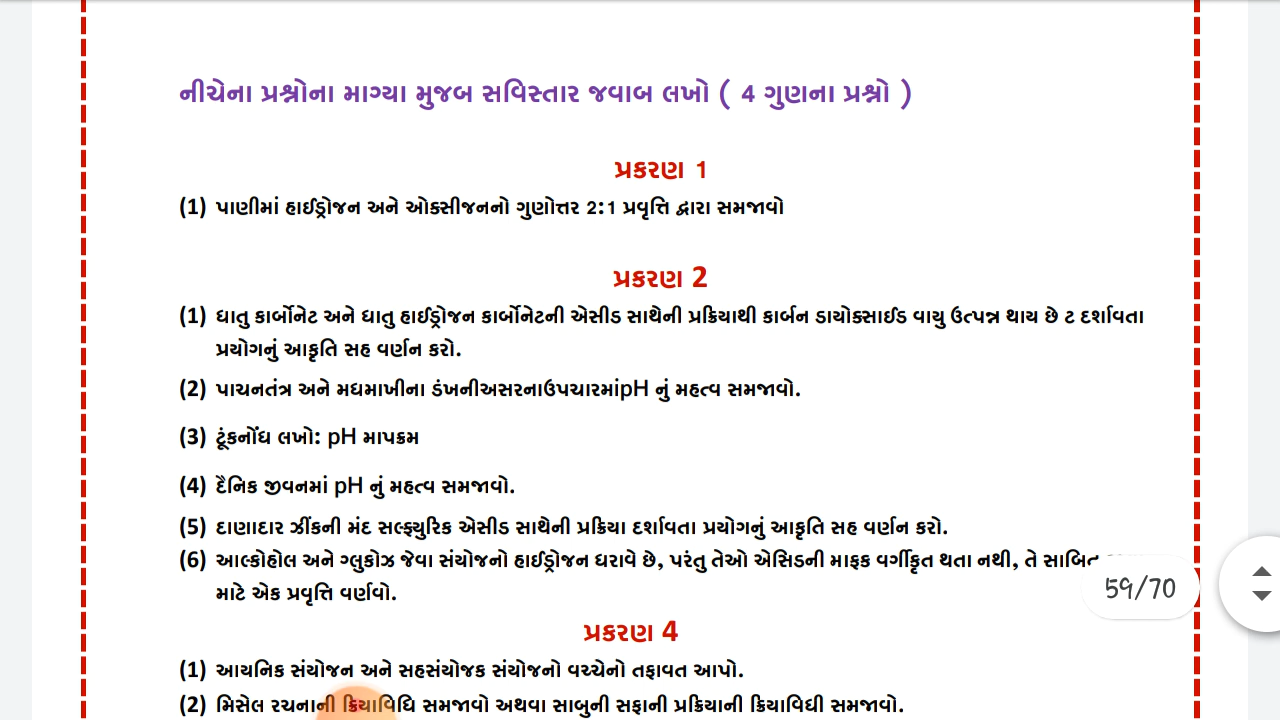 નીચેના પ્રશ્નોના માગ્યા મુજબ સવિસ્તાર જવાબ લખો ( 4 ગુણના પ્રશ્નો )
પ્રકરણ 1
(1) પાણીમાં હાઈડ્રોજન અને ઓક્સીજનનો ગુણોત્તર 2:1 પ્રવૃત્તિ દ્વારા સમજાવો
પ્રકરણ 2
(1) ધાતુ કાર્બોનેટ અને ધાતુ હાઈડ્રોજન કાર્બોનેટની એસીડ સાથેની પ્રક્રિયાથી કાર્બન ડાયોક્સાઈડ વાયુ ઉત્પન્ન થાય છે ટ દર્શાવતા
પ્રયોગનું આકૃતિ સહ વર્ણન કરો.
(2) પાચનતંત્ર અને મધમાખીના ડંખનીઅસરનાઉપચારમાંpH નું મહત્વ સમજાવો.
(3) ટૂંકનોંધ લખો: pH માપક્રમ
(4) દૈનિક જીવનમાં pH નું મહત્વ સમજાવો.
(5) દાણાદાર ઝીંકની મંદ સલ્ફ્યુરિક એસીડ સાથેની પ્રક્રિયા દર્શાવતા પ્રયોગનું આકૃતિ સહ વર્ણન કરો.
(6) આલ્કોહોલ અને ગ્લુકોઝ જેવા સંયોજનો હાઈડ્રોજન ધરાવે છે, પરંતુ તેઓ એસિડની માફક વર્ગીકૃત થતા નથી, તે સાબિત
માટે એક પ્રવૃત્તિ વર્ણવો.
59/70
પ્રકરણ 4
(1) આયનિક સંયોજન અને સહસંયોજક સંયોજનો વચ્ચેનો તફાવત આપો.
(2) મિસેલ રચનાની ક્રિયાવિધિ સમજાવો અથવા સાબુની સફાની પ્રક્રિયાની ક્રિયાવિધી સમજાવો.